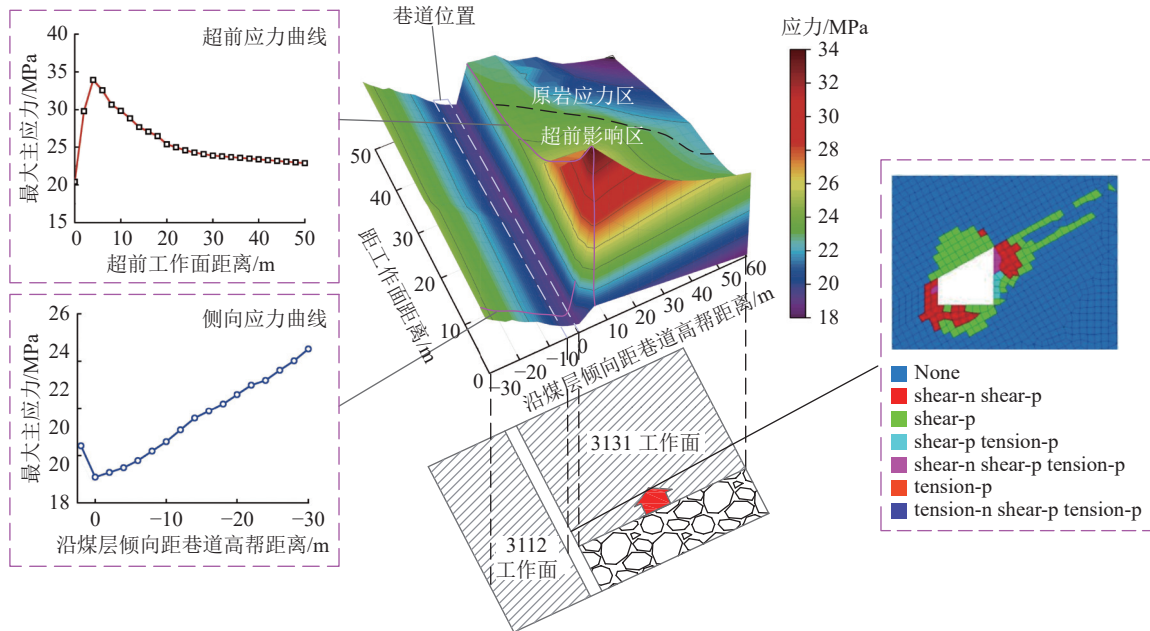 超前应力曲线
40
35
30
25
20
15
最大主应力/MPa
0 10 20 30 40 50
超前工作面距离/m
侧向应力曲线
26
24
22
20
20
18
最大主应力/MPa
0 −10 −20 −30
沿煤层倾向距巷道高帮距离/m
巷道位置
原岩应力区
超前影响区
50
40
30
20
10
0
距工作面距离/m
−30
−20
−10
0
10
20
30
40
50
60
沿煤层倾向距巷道高帮距离/m
应力/MPa
34
32
30
28
26
24
22
20
18
3131 工作面
3112
工作面
None
shear-n shear-p
shear-p
shear-p tension-p
shear-n shear-p tension-p
tension-p
tension-n shear-p tension-p